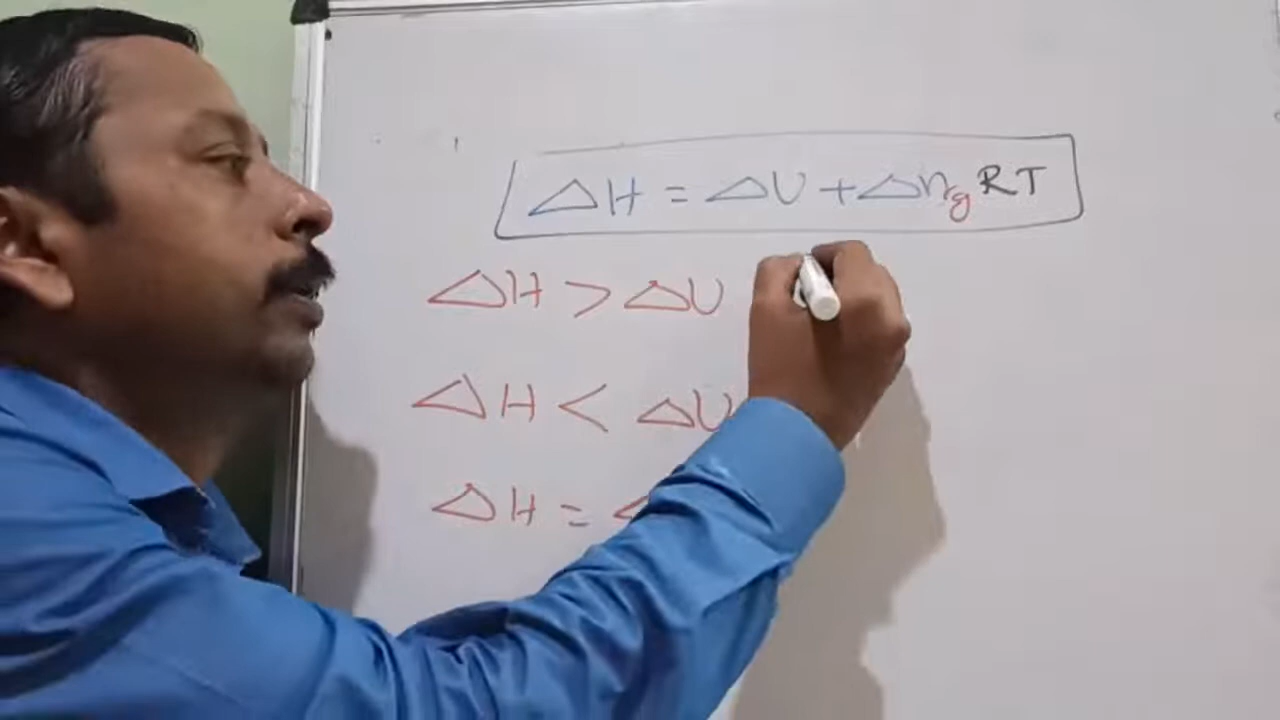 ΔH = ΔU + Δn_g RT
ΔH > ΔU
ΔH < ΔU
ΔH =